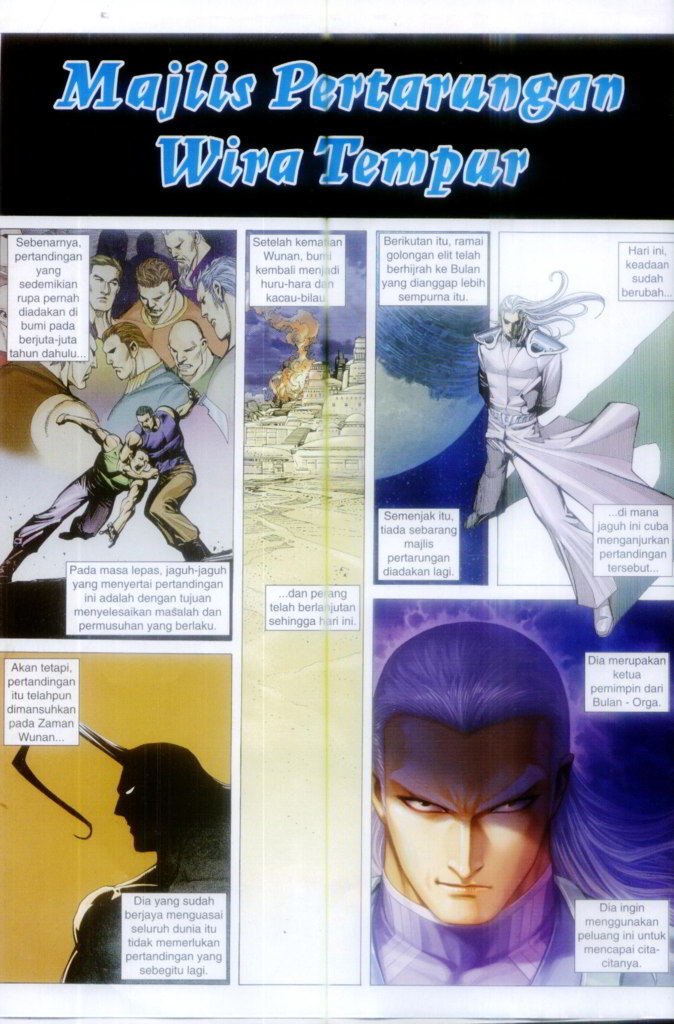 Majlis Pertarungan
Wira Tempur
Sebenarnya,
pertandingan
yang
sedemikian
rupa pernah
diadakan di
bumi pada
berjuta-juta
tahun dahulu...
Pada masa lepas, jaguh-jaguh
yang menyertai pertandingan
ini adalah dengan tujuan
menyelesaikan masalah dan
permusuhan yang berlaku.
Akan tetapi,
pertandingan
itu telahpun
dimansuhkan
pada Zaman
Wunan...
Dia yang sudah
berjaya menguasai
seluruh dunia itu
tidak memerlukan
pertandingan yang
sebegitu lagi.
Setelah kematian
Wunan, bumi
kembali menjadi
huru-hara dan
kacau-bilau.
...dan perang
telah berlanjutan
sehingga hari ini.
Berikutan itu, ramai
golongan elit telah
berhijrah ke Bulan
yang dianggap lebih
sempurna itu.
Semenjak itu,
tiada sebarang
majlis
pertarungan
diadakan lagi.
Hari ini,
keadaan
sudah
berubah...
...di mana
jaguh ini cuba
menganjurkan
pertandingan
tersebut...
Dia merupakan
ketua
pemimpin dari
Bulan - Orga.
Dia ingin
menggunakan
peluang ini untuk
mencapai cita-
citanya.